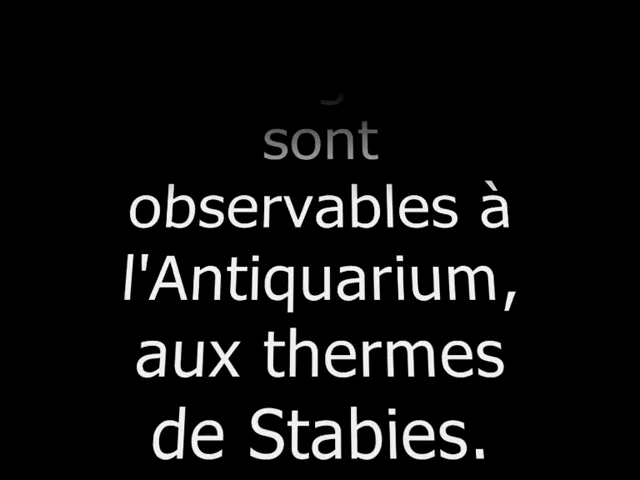 sont
observables à
l'Antiquarium,
aux thermes
de Stabies.